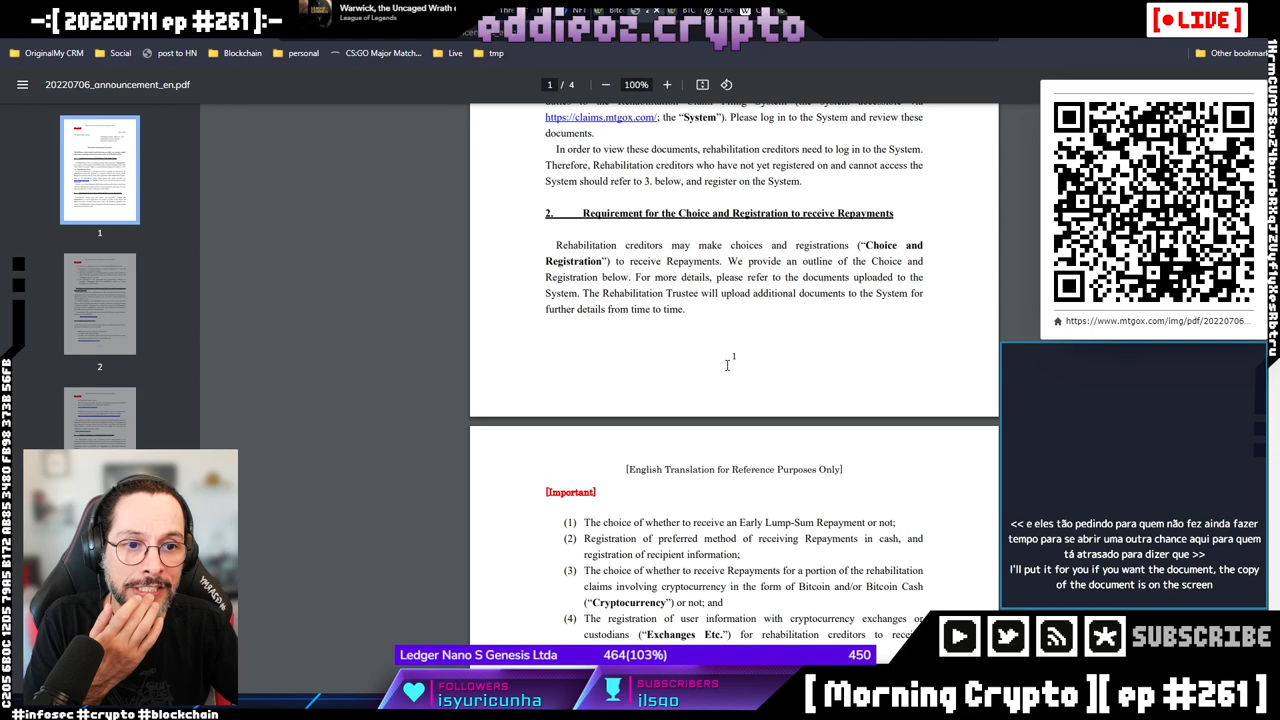 -:[ 20220711 ep #261 ]:-
Warwick, the Uncaged Wrath
League of Legends
eddieoz.crypto
[ LIVE ]
OriginalMy CRM
Social
post to HN
Blockchain
personal
CS:GO Major Match...
Live
tmp
Other bookmar
20220706_announcement_en.pdf
1 / 4
100%
https://claims.mtgox.com/; the “System”). Please log in to the System and review these
documents.
In order to view these documents, rehabilitation creditors need to log in to the System.
Therefore, Rehabilitation creditors who have not yet registered on and cannot access the
System should refer to 3. below, and register on the System.
2. Requirement for the Choice and Registration to receive Repayments
Rehabilitation creditors may make choices and registrations (“Choice and
Registration”) to receive Repayments. We provide an outline of the Choice and
Registration below. For more details, please refer to the documents uploaded to the
System. The Rehabilitation Trustee will upload additional documents to the System for
further details from time to time.
1
[English Translation for Reference Purposes Only]
[Important]
(1) The choice of whether to receive an Early Lump-Sum Repayment or not;
(2) Registration of preferred method of receiving Repayments in cash, and
registration of recipient information;
(3) The choice of whether to receive Repayments for a portion of the rehabilitation
claims involving cryptocurrency in the form of Bitcoin and/or Bitcoin Cash
(“Cryptocurrency”) or not; and
(4) The registration of user information with cryptocurrency exchanges or
custodians (“Exchanges Etc.”) for rehabilitation creditors to recei
1
2
https://www.mtgox.com/img/pdf/20220706...
<< e eles tão pedindo para quem não fez ainda fazer
tempo para se abrir uma outra chance aqui para quem
tá atrasado para dizer que >>
I'll put it for you if you want the document, the copy
of the document is on the screen
Ledger Nano S Genesis Ltda 464(103%) 450
SUBSCRIBE
FOLLOWERS
isyuricunha
SUBSCRIBERS
ilsgo
[ Morning Crypto ][ ep #261 ]
nfosec #crypto #blockchain